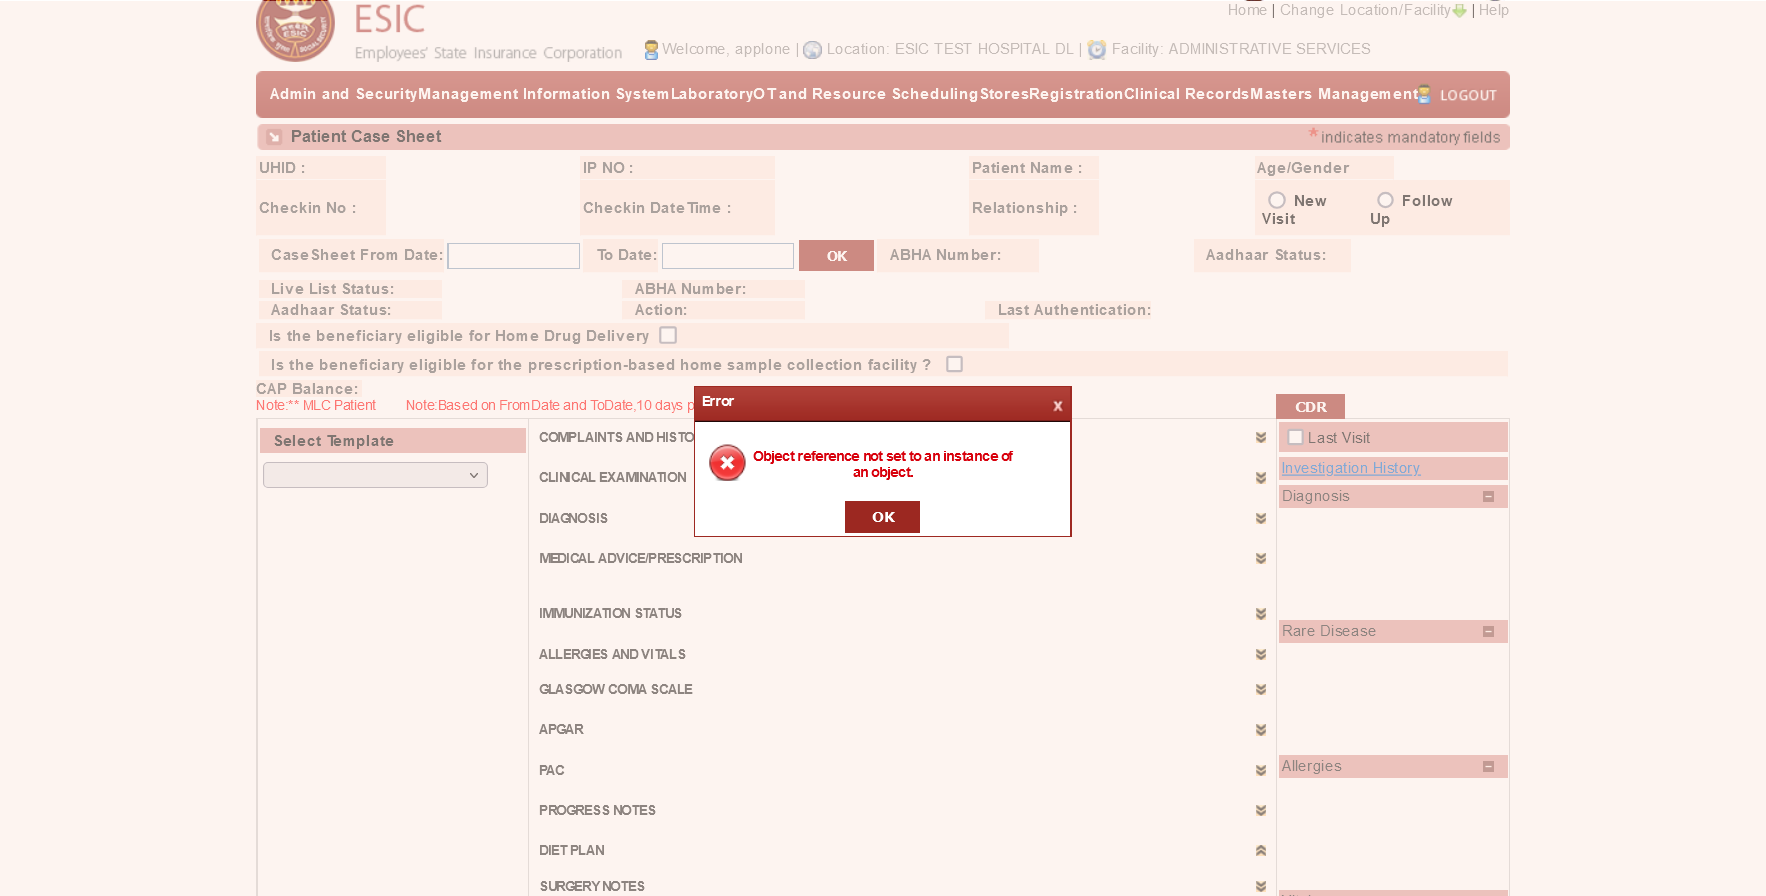 ESIC
Employees' State Insurance Corporation
Home | Change Location/Facility | Help
Welcome, applone | Location: ESIC TEST HOSPITAL DL | Facility: ADMINISTRATIVE SERVICES
Admin and Security Management Information System Laboratory OT and Resource Scheduling Stores Registration Clinical Records Masters Management LOGOUT
Patient Case Sheet
* indicates mandatory fields
UHID : IP NO : Patient Name : Age/Gender
Checkin No : Checkin DateTime : Relationship : New Visit Follow Up
CaseSheet From Date: To Date: OK ABHA Number: Aadhaar Status:
Live List Status: ABHA Number:
Aadhaar Status: Action: Last Authentication:
Is the beneficiary eligible for Home Drug Delivery
Is the beneficiary eligible for the prescription-based home sample collection facility ?
CAP Balance:
Note:** MLC Patient Note:Based on FromDate and ToDate,10 days p
CDR
Error x
Object reference not set to an instance of
an object.
OK
Select Template
COMPLAINTS AND HISTO
CLINICAL EXAMINATION
DIAGNOSIS
MEDICAL ADVICE/PRESCRIPTION
IMMUNIZATION STATUS
ALLERGIES AND VITALS
GLASGOW COMA SCALE
APGAR
PAC
PROGRESS NOTES
DIET PLAN
SURGERY NOTES
Last Visit
Investigation History
Diagnosis
Rare Disease
Allergies